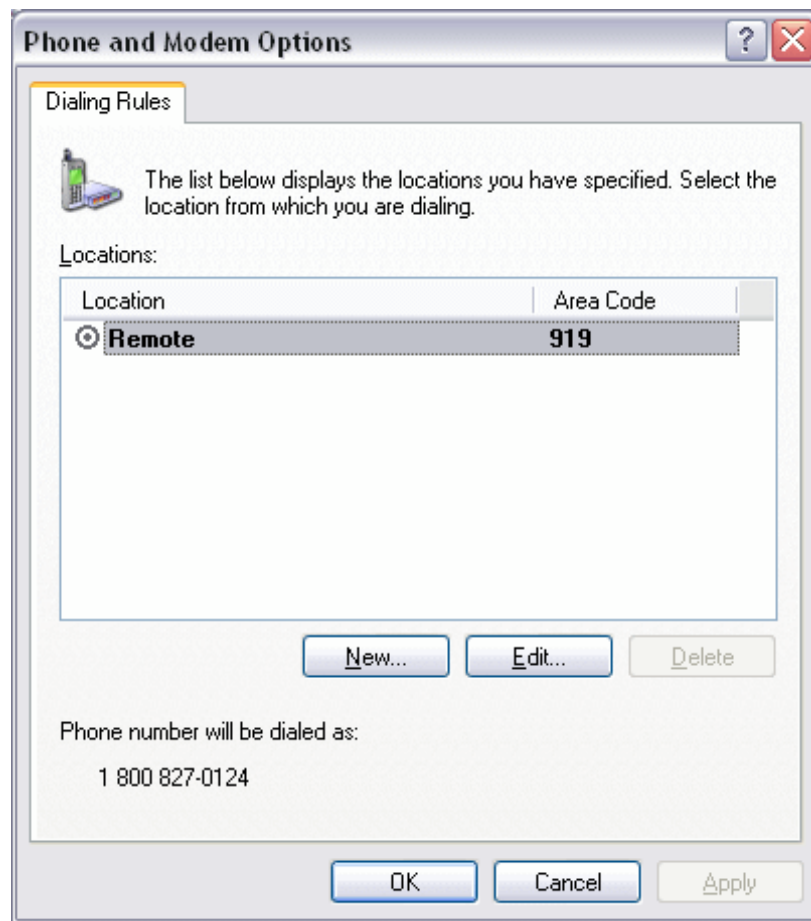 Phone and Modem Options
Dialing Rules
The list below displays the locations you have specified. Select the
location from which you are dialing.
Locations:
Location Area Code
Remote 919
New... Edit... Delete
Phone number will be dialed as:
1 800 827-0124
OK Cancel Apply